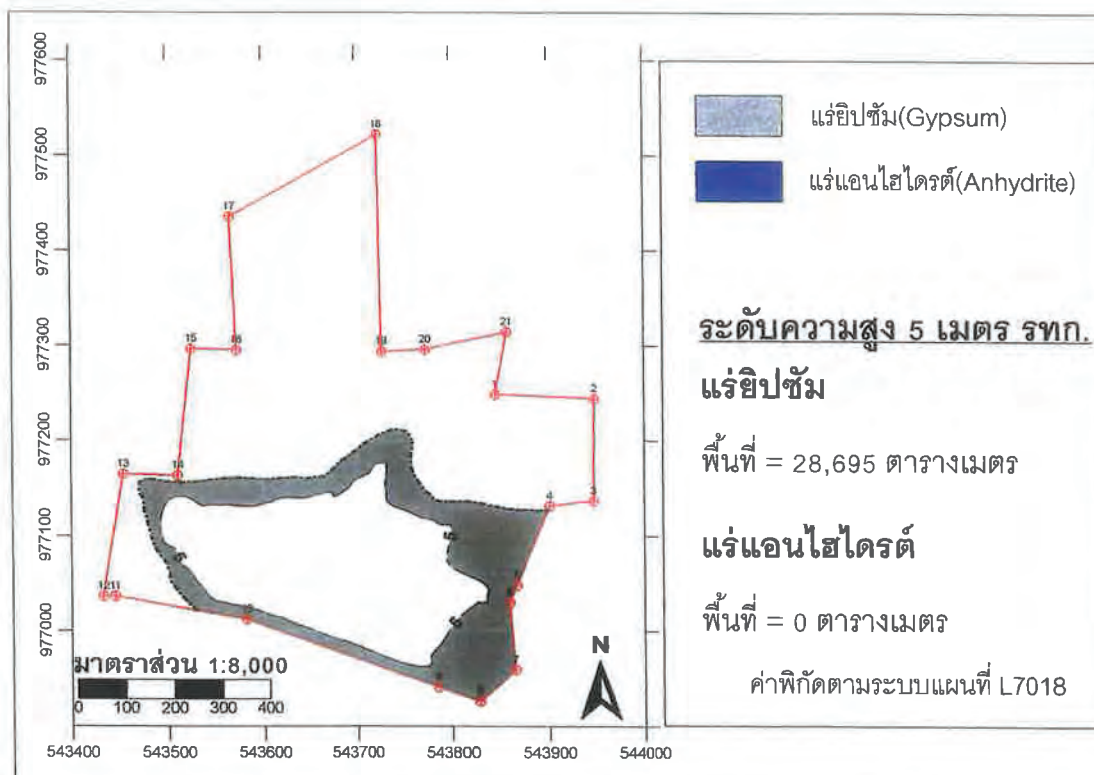 977600
977500
977400
977300
977200
977100
977000
18
17
15
16
19
20
21
1
2
13
14
4
3
5
5
12 11
7
5
มาตราส่วน 1:8,000
0 100 200 300 400
N
543400 543500 543600 543700 543800 543900 544000
แร่ยิปซัม(Gypsum)
แร่แอนไฮไดรต์(Anhydrite)
ระดับความสูง 5 เมตร รทก.
แร่ยิปซัม
พื้นที่ = 28,695 ตารางเมตร
แร่แอนไฮไดรต์
พื้นที่ = 0 ตารางเมตร
ค่าพิกัดตามระบบแผนที่ L7018